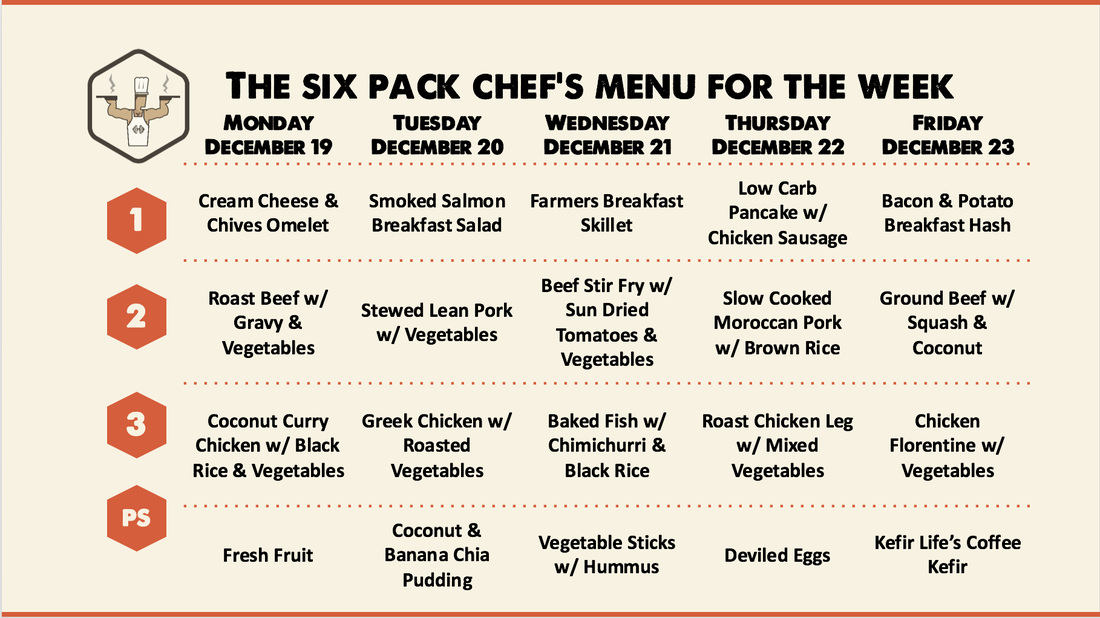 THE SIX PACK CHEF'S MENU FOR THE WEEK
MONDAY
DECEMBER 19
TUESDAY
DECEMBER 20
WEDNESDAY
DECEMBER 21
THURSDAY
DECEMBER 22
FRIDAY
DECEMBER 23
1
Cream Cheese &
Chives Omelet
Smoked Salmon
Breakfast Salad
Farmers Breakfast
Skillet
Low Carb
Pancake w/
Chicken Sausage
Bacon & Potato
Breakfast Hash
2
Roast Beef w/
Gravy &
Vegetables
Stewed Lean Pork
w/ Vegetables
Beef Stir Fry w/
Sun Dried
Tomatoes &
Vegetables
Slow Cooked
Moroccan Pork
w/ Brown Rice
Ground Beef w/
Squash &
Coconut
3
Coconut Curry
Chicken w/ Black
Rice & Vegetables
Greek Chicken w/
Roasted
Vegetables
Baked Fish w/
Chimichurri &
Black Rice
Roast Chicken Leg
w/ Mixed
Vegetables
Chicken
Florentine w/
Vegetables
PS
Fresh Fruit
Coconut &
Banana Chia
Pudding
Vegetable Sticks
w/ Hummus
Deviled Eggs
Kefir Life’s Coffee
Kefir